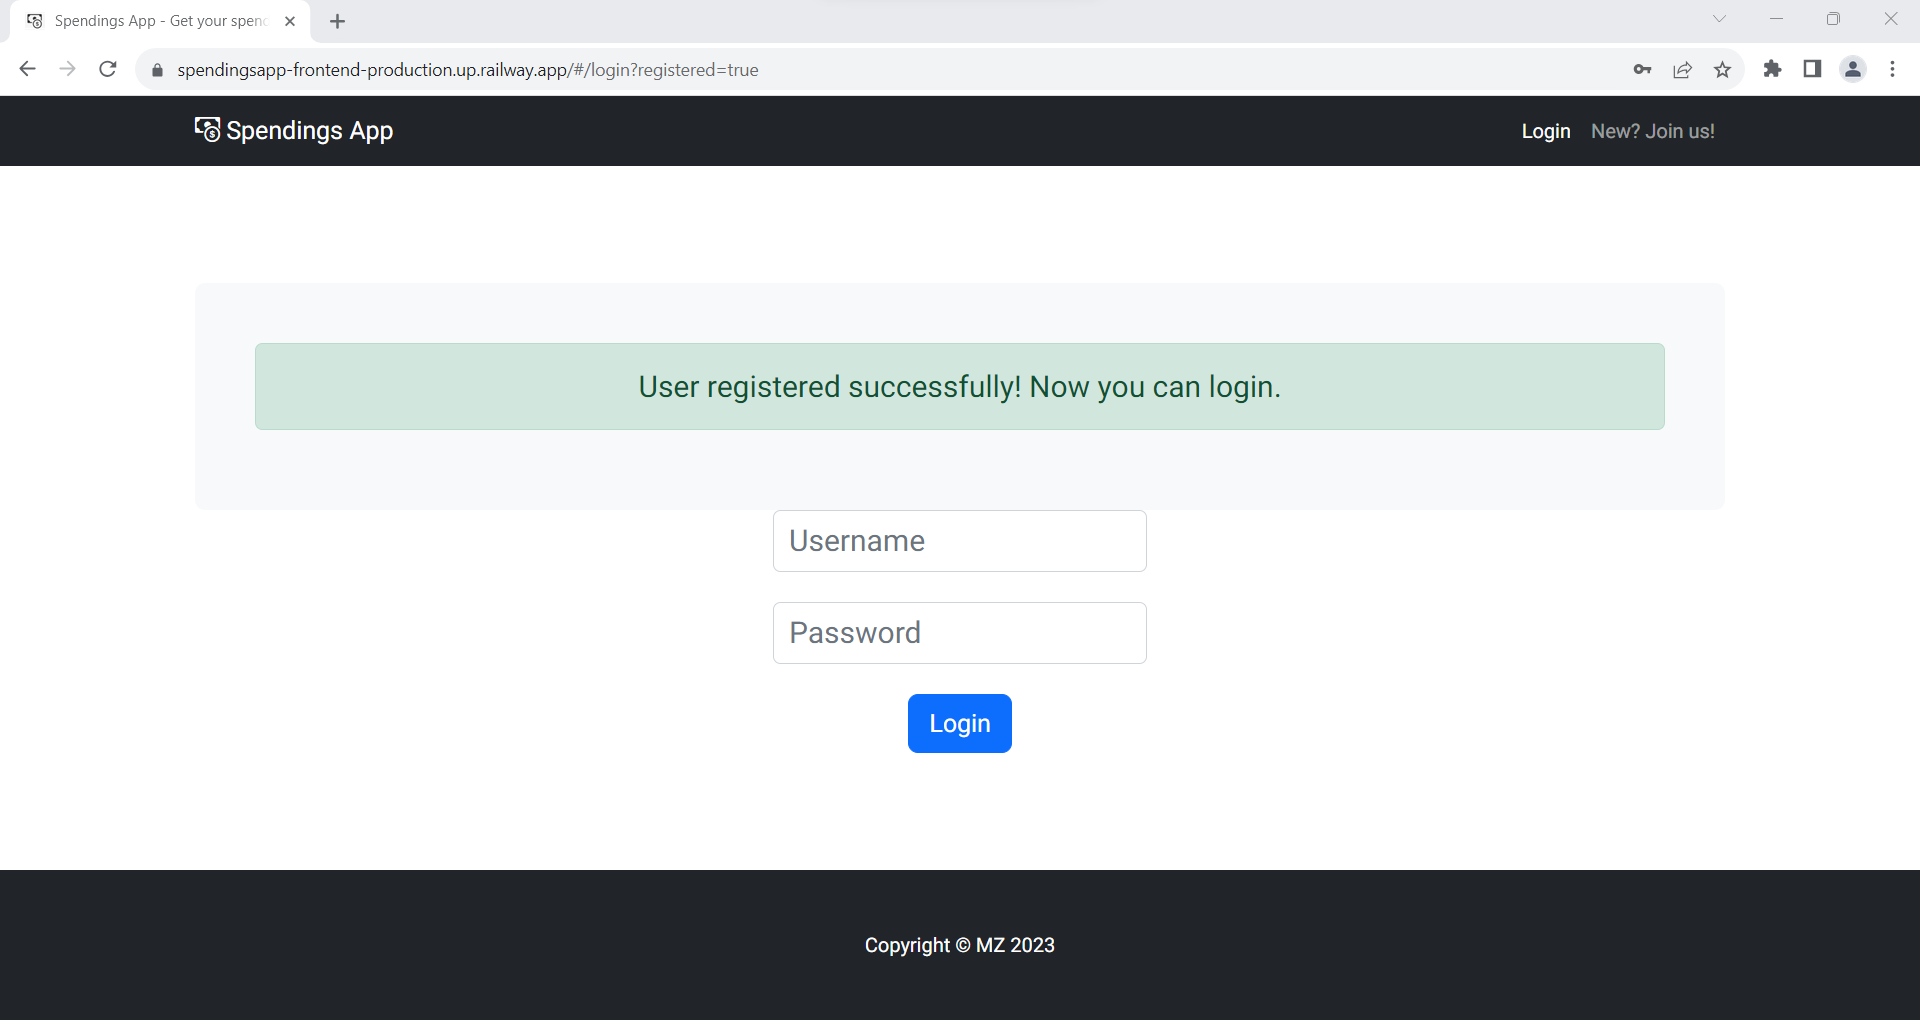 Spendings App - Get your spen
spendingsapp-frontend-production.up.railway.app/#/login?registered=true
Spendings App
Login
New? Join us!
User registered successfully! Now you can login.
Username
Password
Login
Copyright © MZ 2023